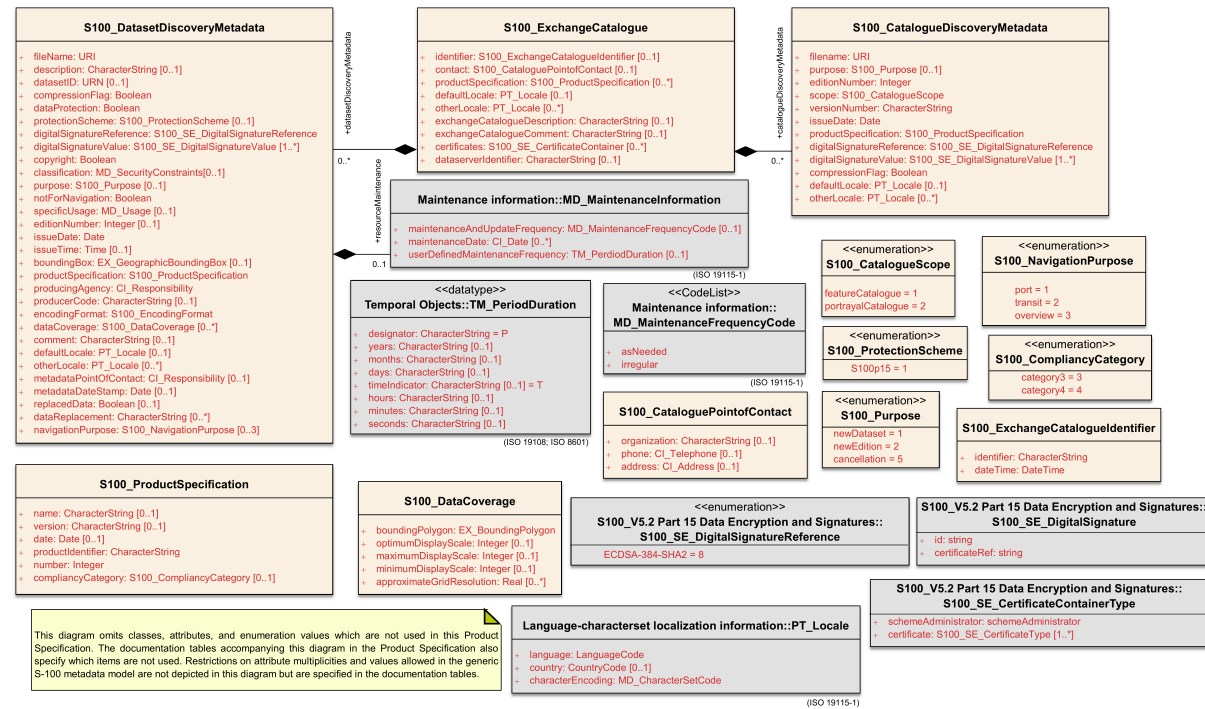 S100_DatasetDiscoveryMetadata
+ fileName: URI
+ description: CharacterString [0..1]
+ datasetID: URN [0..1]
+ compressionFlag: Boolean
+ dataProtection: Boolean
+ protectionScheme: S100_ProtectionScheme [0..1]
+ digitalSignatureReference: S100_SE_DigitalSignatureReference
+ digitalSignatureValue: S100_SE_DigitalSignatureValue [1..*]
+ copyright: Boolean
+ classification: MD_SecurityConstraints[0..1]
+ purpose: S100_Purpose [0..1]
+ notForNavigation: Boolean
+ specificUsage: MD_Usage [0..1]
+ editionNumber: Integer [0..1]
+ issueDate: Date
+ issueTime: Time [0..1]
+ boundingBox: EX_GeographicBoundingBox [0..1]
+ productSpecification: S100_ProductSpecification
+ producingAgency: CI_Responsibility
+ producerCode: CharacterString [0..1]
+ encodingFormat: S100_EncodingFormat
+ dataCoverage: S100_DataCoverage [0..*]
+ comment: CharacterString [0..1]
+ defaultLocale: PT_Locale [0..1]
+ otherLocale: PT_Locale [0..*]
+ metadataPointOfContact: CI_Responsibility [0..1]
+ metadataDateStamp: Date [0..1]
+ replacedData: Boolean [0..1]
+ dataReplacement: CharacterString [0..*]
+ navigationPurpose: S100_NavigationPurpose [0..3]
+datasetDiscoveryMetadata
0..*
+resourceMaintenance
0..1
S100_ExchangeCatalogue
+ identifier: S100_ExchangeCatalogueIdentifier [0..1]
+ contact: S100_CataloguePointofContact [0..1]
+ productSpecification: S100_ProductSpecification [0..*]
+ defaultLocale: PT_Locale [0..1]
+ otherLocale: PT_Locale [0..*]
+ exchangeCatalogueDescription: CharacterString [0..1]
+ exchangeCatalogueComment: CharacterString [0..1]
+ certificates: S100_SE_CertificateContainer [0..*]
+ dataserverIdentifier: CharacterString [0..1]
+catalogueDiscoveryMetadata
0..*
S100_CatalogueDiscoveryMetadata
+ filename: URI
+ purpose: S100_Purpose [0..1]
+ editionNumber: Integer
+ scope: S100_CatalogueScope
+ versionNumber: CharacterString
+ issueDate: Date
+ productSpecification: S100_ProductSpecification
+ digitalSignatureReference: S100_SE_DigitalSignatureReference
+ digitalSignatureValue: S100_SE_DigitalSignatureValue [1..*]
+ compressionFlag: Boolean
+ defaultLocale: PT_Locale [0..1]
+ otherLocale: PT_Locale [0..*]
Maintenance information::MD_MaintenanceInformation
+ maintenanceAndUpdateFrequency: MD_MaintenanceFrequencyCode [0..1]
+ maintenanceDate: CI_Date [0..*]
+ userDefinedMaintenanceFrequency: TM_PerdiodDuration [0..1]
(ISO 19115-1)
<<datatype>>
Temporal Objects::TM_PeriodDuration
+ designator: CharacterString = P
+ years: CharacterString [0..1]
+ months: CharacterString [0..1]
+ days: CharacterString [0..1]
+ timeIndicator: CharacterString [0..1] = T
+ hours: CharacterString [0..1]
+ minutes: CharacterString [0..1]
+ seconds: CharacterString [0..1]
(ISO 19108; ISO 8601)
<<CodeList>>
Maintenance information::
MD_MaintenanceFrequencyCode
+ asNeeded
+ irregular
(ISO 19115-1)
<<enumeration>>
S100_CatalogueScope
featureCatalogue = 1
portrayalCatalogue = 2
<<enumeration>>
S100_NavigationPurpose
port = 1
transit = 2
overview = 3
<<enumeration>>
S100_ProtectionScheme
S100p15 = 1
<<enumeration>>
S100_CompliancyCategory
category3 = 3
category4 = 4
S100_CataloguePointofContact
+ organization: CharacterString [0..1]
+ phone: CI_Telephone [0..1]
+ address: CI_Address [0..1]
<<enumeration>>
S100_Purpose
newDataset = 1
newEdition = 2
cancellation = 5
S100_ExchangeCatalogueIdentifier
+ identifier: CharacterString
+ dateTime: DateTime
S100_ProductSpecification
+ name: CharacterString [0..1]
+ version: CharacterString [0..1]
+ date: Date [0..1]
+ productIdentifier: CharacterString
+ number: Integer
+ compliancyCategory: S100_CompliancyCategory [0..1]
S100_DataCoverage
+ boundingPolygon: EX_BoundingPolygon
+ optimumDisplayScale: Integer [0..1]
+ maximumDisplayScale: Integer [0..1]
+ minimumDisplayScale: Integer [0..1]
+ approximateGridResolution: Real [0..*]
<<enumeration>>
S100_V5.2 Part 15 Data Encryption and Signatures::
S100_SE_DigitalSignatureReference
ECDSA-384-SHA2 = 8
S100_V5.2 Part 15 Data Encryption and Signatures::
S100_SE_DigitalSignature
+ id: string
+ certificateRef: string
S100_V5.2 Part 15 Data Encryption and Signatures::
S100_SE_CertificateContainerType
+ schemeAdministrator: schemeAdministrator
+ certificate: S100_SE_CertificateType [1..*]
This diagram omits classes, attributes, and enumeration values which are not used in this Product
Specification. The documentation tables accompanying this diagram in the Product Specification also
specify which items are not used. Restrictions on attribute multiplicities and values allowed in the generic
S-100 metadata model are not depicted in this diagram but are specified in the documentation tables.
Language-characterset localization information::PT_Locale
+ language: LanguageCode
+ country: CountryCode [0..1]
+ characterEncoding: MD_CharacterSetCode
(ISO 19115-1)